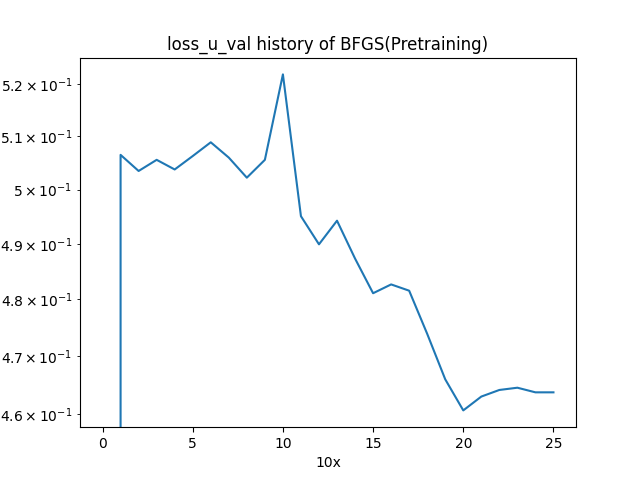 loss_u_val history of BFGS(Pretraining)
5.2 × 10⁻¹
5.1 × 10⁻¹
5 × 10⁻¹
4.9 × 10⁻¹
4.8 × 10⁻¹
4.7 × 10⁻¹
4.6 × 10⁻¹
0 5 10 15 20 25
10x